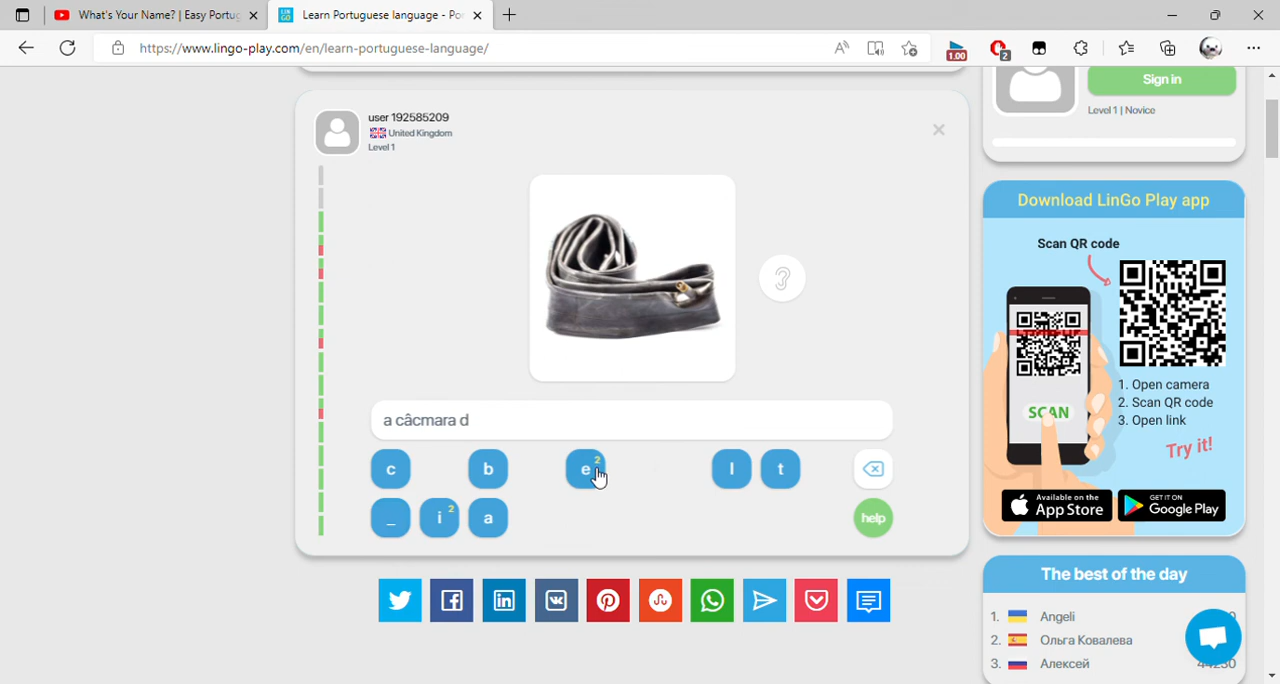 What's Your Name? | Easy Portug
Learn Portuguese language - Po
https://www.lingo-play.com/en/learn-portuguese-language/
1.00
2
user 192585209
United Kingdom
Level 1
a câcmara d
c b e 2 l t
_ i 2 a
help
Sign in
Level 1 | Novice
Download LinGo Play app
Scan QR code
SCAN
1. Open camera
2. Scan QR code
3. Open link
Try it!
Available on the App Store
GET IT ON Google Play
The best of the day
1. Angeli
2. Ольга Ковалева
3. Алексей